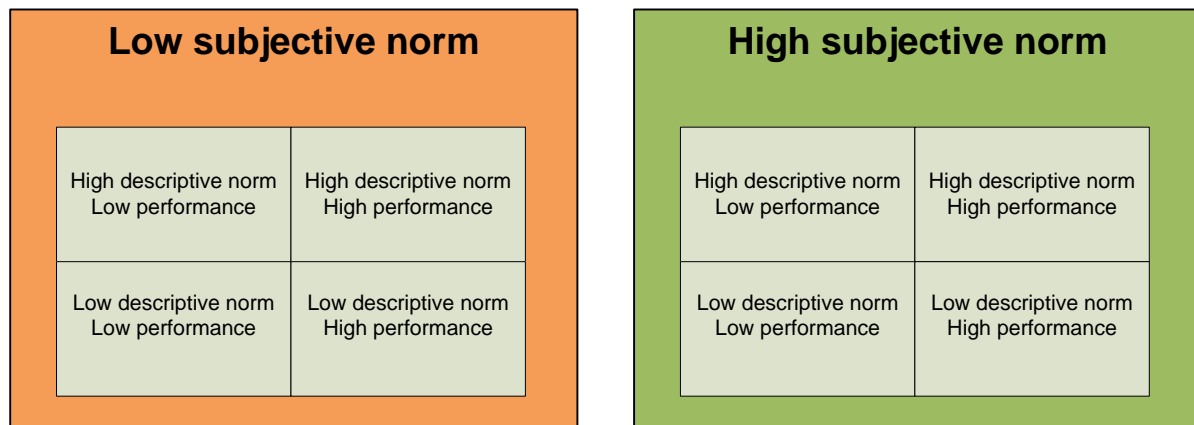 Low subjective norm
High descriptive norm
Low performance
High descriptive norm
High performance
Low descriptive norm
Low performance
Low descriptive norm
High performance
High subjective norm
High descriptive norm
Low performance
High descriptive norm
High performance
Low descriptive norm
Low performance
Low descriptive norm
High performance